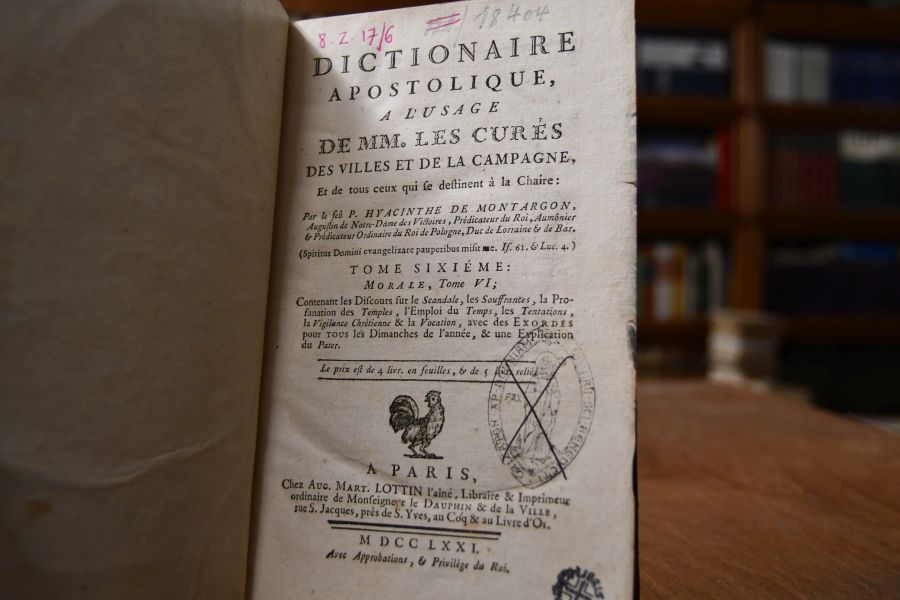 8. Z. 17/6
18404
DICTIONAIRE
APOSTOLIQUE,
A L'USAGE
DE MM. LES CURÉS
DES VILLES ET DE LA CAMPAGNE,
Et de tous ceux qui se destinent à la Chaire:
Par le feû P. HYACINTHE DE MONTARGON,
Augustin de Notre-Dame des Victoires, Prédicateur du Roi, Aumônier
& Prédicateur Ordinaire du Roi de Pologne, Duc de Lorraine & de Bar.
(Spiritus Domini evangelizare pauperibus misit me. Is. 61. & Luc. 4.)
TOME SIXIÉME:
MORALE, Tome VI;
Contenant les Discours sur le Scandale, les Souffrances, la Pro-
fanation des Temples, l'Emploi du Temps, les Tentations,
la Vigilance Chrétienne & la Vocation, avec des EXORDES
pour TOUS les Dimanches de l'année, & une Explication
du Pater.
Le prix est de 4 livr. en feuilles, & de 5 relié
PAX
A PARIS,
Chez AUG. MART. LOTTIN l'aîné, Libraire & Imprimeur
ordinaire de Monseigneur le DAUPHIN & de la VILLE,
rue S. Jacques, près de S. Yves, au Coq & au Livre d'Or.
MDCCLXXI.
Avec Approbations, & Privilége du Roi.